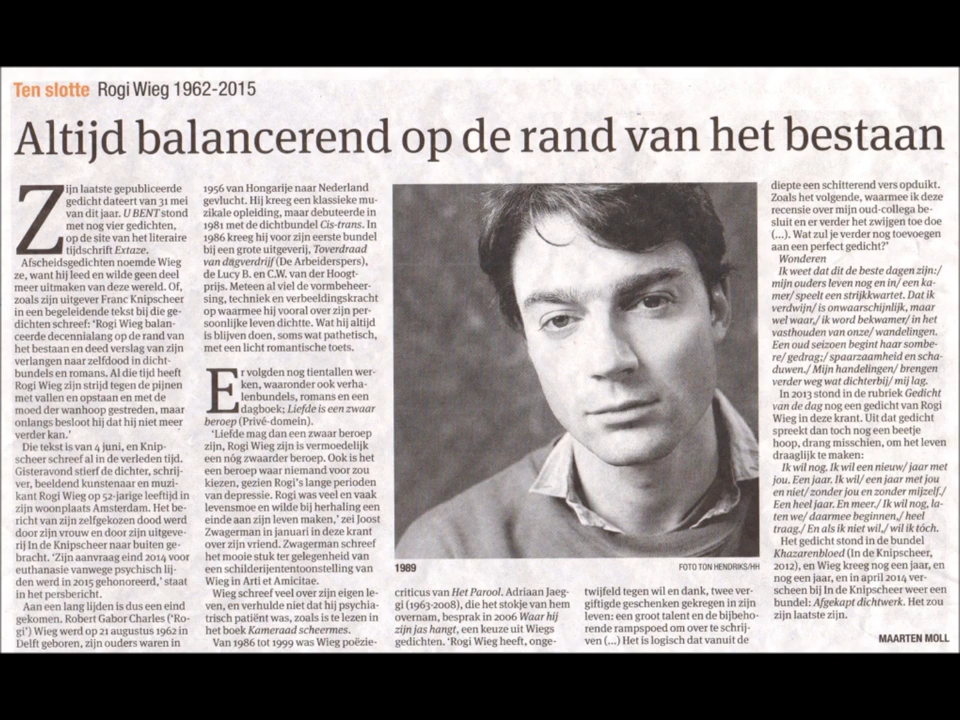 Ten slotte Rogi Wieg 1962-2015
Altijd balancerend op de rand van het bestaan
Zijn laatste gepubliceerde
gedicht dateert van 31 mei
van dit jaar. U BENT stond
met nog vier gedichten,
op de site van het literaire
tijdschrift Extaze.
Afscheidsgedichten noemde Wieg
ze, want hij leed en wilde geen deel
meer uitmaken van deze wereld. Of,
zoals zijn uitgever Franc Knipscheer
in een begeleidende tekst bij die ge-
dichten schreef: 'Rogi Wieg balan-
ceerde decennialang op de rand van
het bestaan en deed verslag van zijn
verlangen naar zelfdood in dicht-
bundels en romans. Al die tijd heeft
Rogi Wieg zijn strijd tegen de pijnen
met vallen en opstaan en met de
moed der wanhoop gestreden, maar
onlangs besloot hij dat hij niet meer
verder kan.'
Die tekst is van 4 juni, en Knip-
scheer schreef al in de verleden tijd.
Gisteravond stierf de dichter, schrij-
ver, beeldend kunstenaar en muzi-
kant Rogi Wieg op 52-jarige leeftijd in
zijn woonplaats Amsterdam. Het be-
richt van zijn zelfgekozen dood werd
door zijn vrouw en door zijn uitgeve-
rij In de Knipscheer naar buiten ge-
bracht. 'Zijn aanvraag eind 2014 voor
euthanasie vanwege psychisch lij-
den werd in 2015 gehonoreerd,' staat
in het persbericht.
Aan een lang lijden is dus een eind
gekomen. Robert Gabor Charles ('Ro-
gi') Wieg werd op 21 augustus 1962 in
Delft geboren, zijn ouders waren in
1956 van Hongarije naar Nederland
gevlucht. Hij kreeg een klassieke mu-
zikale opleiding, maar debuteerde in
1981 met de dichtbundel Cis-trans. In
1986 kreeg hij voor zijn eerste bundel
bij een grote uitgeverij, Toverdraad
van dagverdrijf (De Arbeiderspers),
de Lucy B. en C.W. van der Hoogt-
prijs. Meteen al viel de vormbeheer-
sing, techniek en verbeeldingskracht
op waarmee hij vooral over zijn per-
soonlijke leven dichtte. Wat hij altijd
is blijven doen, soms wat pathetisch,
met een licht romantische toets.
Er volgden nog tientallen wer-
ken, waaronder ook verha-
lenbundels, romans en een
dagboek; Liefde is een zwaar
beroep (Privé-domein).
'Liefde mag dan een zwaar beroep
zijn, Rogi Wieg zijn is vermoedelijk
een nóg zwaarder beroep. Ook is het
een beroep waar niemand voor zou
kiezen, gezien Rogi's lange perioden
van depressie. Rogi was veel en vaak
levensmoe en wilde bij herhaling een
einde aan zijn leven maken,' zei Joost
Zwagerman in januari in deze krant
over zijn vriend. Zwagerman schreef
het mooie stuk ter gelegenheid van
een schilderijententoonstelling van
Wieg in Arti et Amicitae.
Wieg schreef veel over zijn eigen le-
ven, en verhulde niet dat hij psychia-
trisch patiënt was, zoals is te lezen in
het boek Kameraad scheermes.
Van 1986 tot 1999 was Wieg poëzie-
1989
FOTO TON HENDRIKS/HH
criticus van Het Parool. Adriaan Jaeg-
gi (1963-2008), die het stokje van hem
overnam, besprak in 2006 Waar hij
zijn jas hangt, een keuze uit Wiegs
gedichten. 'Rogi Wieg heeft, onge-
twijfeld tegen wil en dank, twee ver-
giftigde geschenken gekregen in zijn
leven: een groot talent en de bijbeho-
rende rampspoed om over te schrij-
ven (...) Het is logisch dat vanuit de
diepte een schitterend vers opduikt.
Zoals het volgende, waarmee ik deze
recensie over mijn oud-collega be-
sluit en er verder het zwijgen toe doe
(...). Wat zul je verder nog toevoegen
aan een perfect gedicht?'
Wonderen
Ik weet dat dit de beste dagen zijn:/
mijn ouders leven nog en in/ een ka-
mer/ speelt een strijkkwartet. Dat ik
verdwijn/ is onwaarschijnlijk, maar
wel waar,/ ik word bekwamer/ in het
vasthouden van onze/ wandelingen.
Een oud seizoen begint haar sombe-
re/ gedrag;/ spaarzaamheid en scha-
duwen./ Mijn handelingen/ brengen
verder weg wat dichterbij/ mij lag.
In 2013 stond in de rubriek Gedicht
van de dag nog een gedicht van Rogi
Wieg in deze krant. Uit dat gedicht
spreekt dan toch nog een beetje
hoop, drang misschien, om het leven
draaglijk te maken:
Ik wil nog. Ik wil een nieuw/ jaar met
jou. Een jaar. Ik wil/ een jaar met jou
en niet/ zonder jou en zonder mijzelf./
Een heel jaar. En meer./ Ik wil nog, la-
ten we/ daarmee beginnen,/ heel
traag./ En als ik niet wil,/ wil ik tóch.
Het gedicht stond in de bundel
Khazarenbloed (In de Knipscheer,
2012), en Wieg kreeg nog een jaar, en
nog een jaar, en in april 2014 ver-
scheen bij In de Knipscheer weer een
bundel: Afgekapt dichtwerk. Het zou
zijn laatste zijn.
MAARTEN MOLL